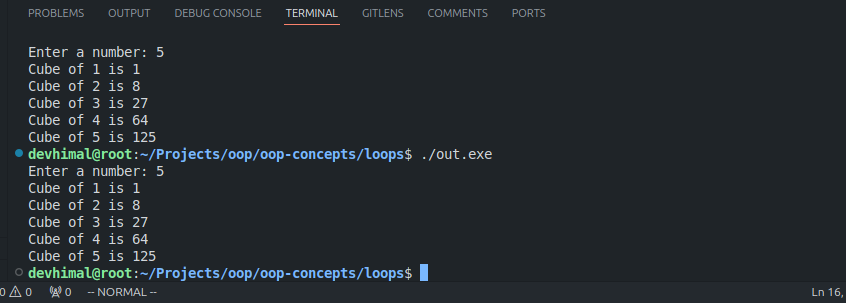 PROBLEMS OUTPUT DEBUG CONSOLE TERMINAL GITLENS COMMENTS PORTS
Enter a number: 5
Cube of 1 is 1
Cube of 2 is 8
Cube of 3 is 27
Cube of 4 is 64
Cube of 5 is 125
devhimal@root:~/Projects/oop/oop-concepts/loops$ ./out.exe
Enter a number: 5
Cube of 1 is 1
Cube of 2 is 8
Cube of 3 is 27
Cube of 4 is 64
Cube of 5 is 125
devhimal@root:~/Projects/oop/oop-concepts/loops$
0 0 0 -- NORMAL -- Ln 16,